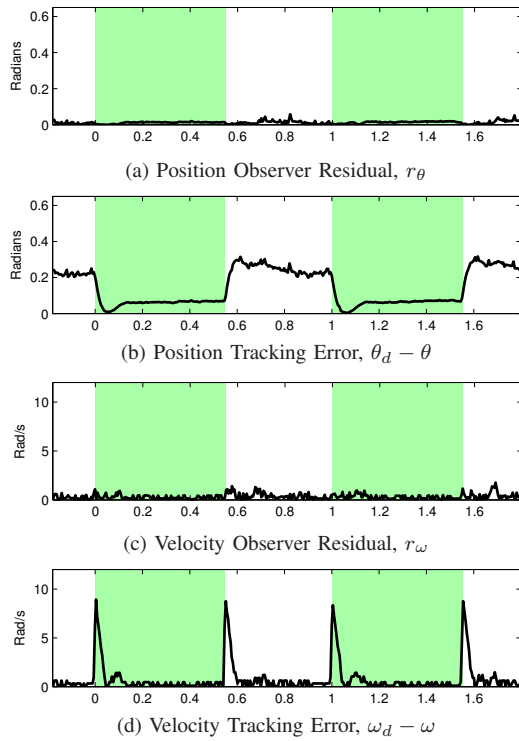 0.6
0.4
0.2
0
Radians
0 0.2 0.4 0.6 0.8 1 1.2 1.4 1.6
(a) Position Observer Residual, r_θ
0.6
0.4
0.2
0
Radians
0 0.2 0.4 0.6 0.8 1 1.2 1.4 1.6
(b) Position Tracking Error, θ_d − θ
10
5
0
Rad/s
0 0.2 0.4 0.6 0.8 1 1.2 1.4 1.6
(c) Velocity Observer Residual, r_ω
10
5
0
Rad/s
0 0.2 0.4 0.6 0.8 1 1.2 1.4 1.6
(d) Velocity Tracking Error, ω_d − ω